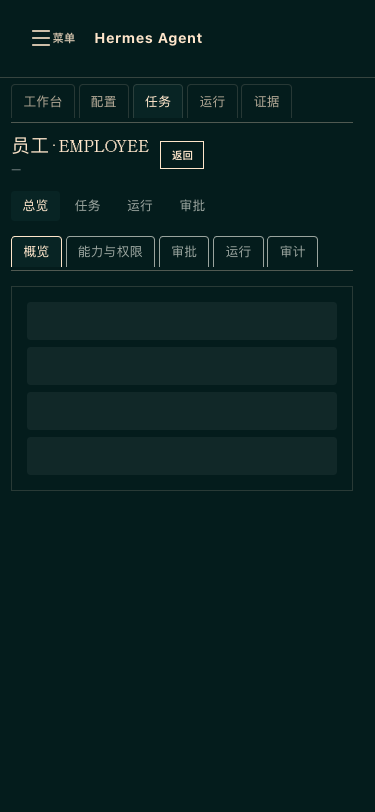 菜单 Hermes Agent
工作台 配置 任务 运行 证据
员工 · EMPLOYEE 返回
—
总览 任务 运行 审批
概览 能力与权限 审批 运行 审计